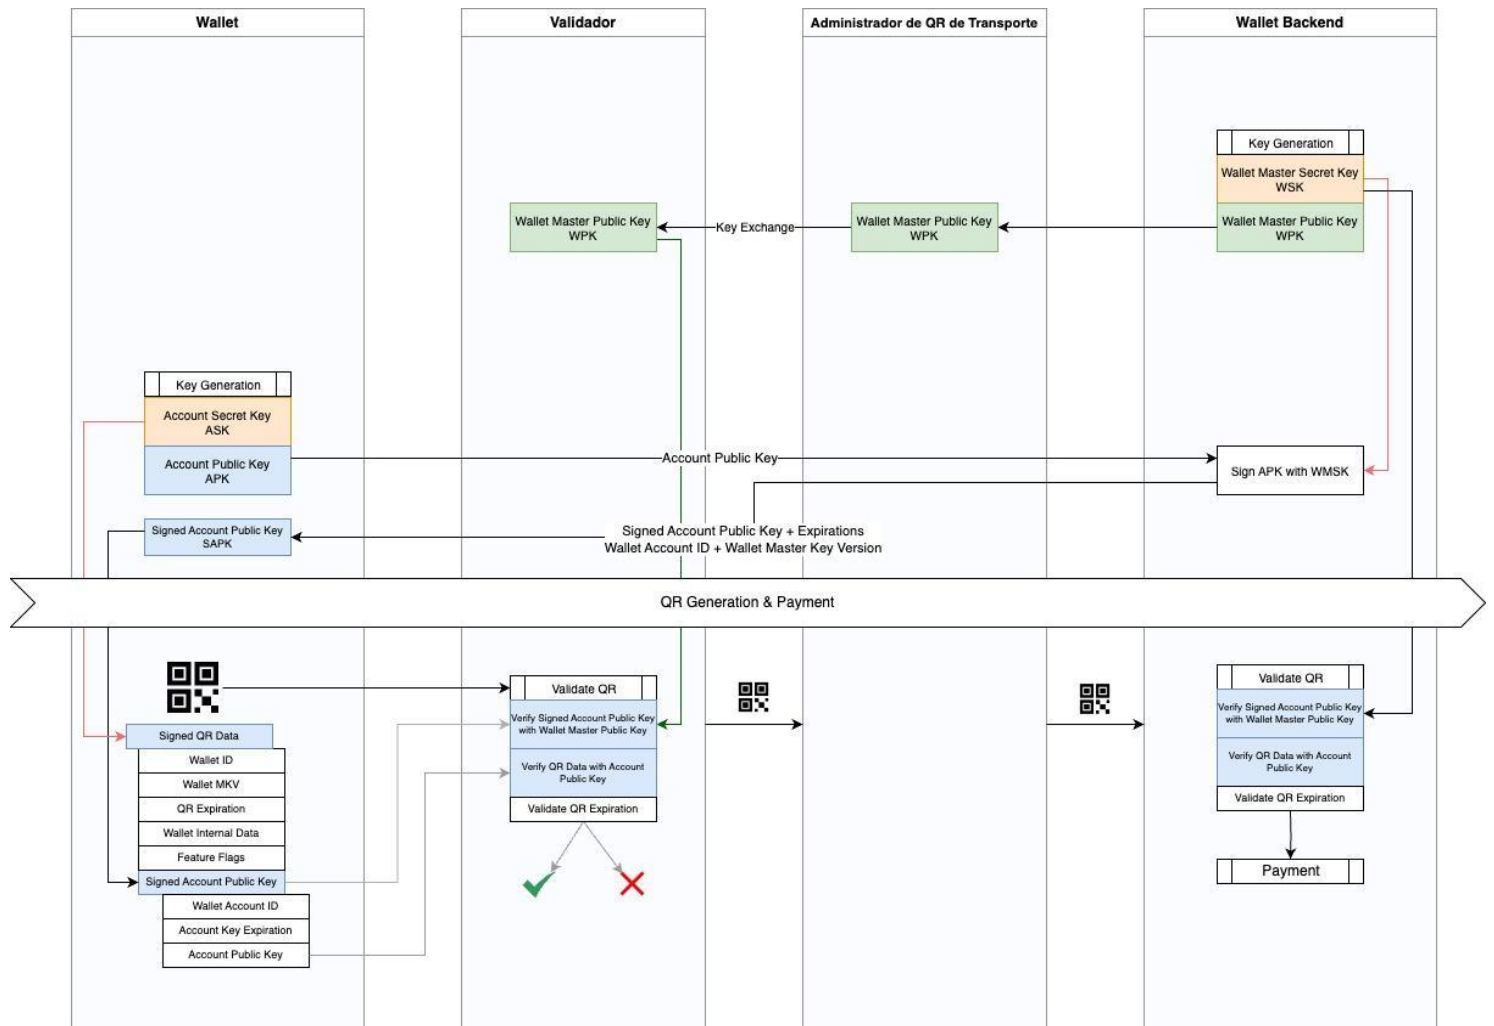 Wallet
Validador
Administrador de QR de Transporte
Wallet Backend
Key Generation
Wallet Master Secret Key
WSK
Wallet Master Public Key
WPK
Key Exchange
Wallet Master Public Key
WPK
Wallet Master Public Key
WPK
Key Generation
Account Secret Key
ASK
Account Public Key
APK
Account Public Key
Sign APK with WMSK
Signed Account Public Key
SAPK
Signed Account Public Key + Expirations
Wallet Account ID + Wallet Master Key Version
QR Generation & Payment
Signed QR Data
Wallet ID
Wallet MKV
QR Expiration
Wallet Internal Data
Feature Flags
Signed Account Public Key
Wallet Account ID
Account Key Expiration
Account Public Key
Validate QR
Verify Signed Account Public Key
with Wallet Master Public Key
Verify QR Data with Account
Public Key
Validate QR Expiration
Validate QR
Verify Signed Account Public Key
with Wallet Master Public Key
Verify QR Data with Account
Public Key
Validate QR Expiration
Payment